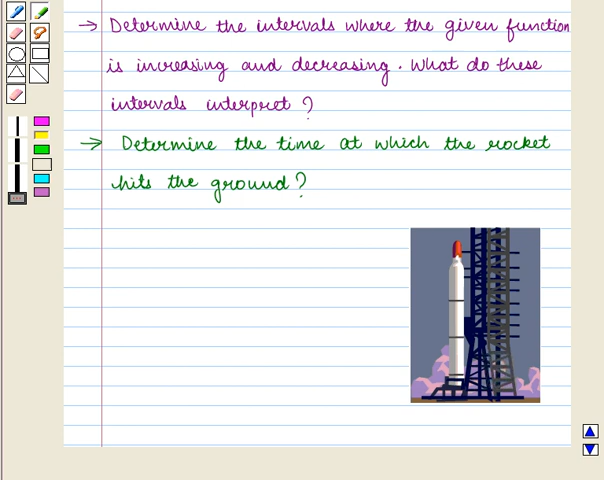 → Determine the intervals where the given function
is increasing and decreasing. What do these
intervals interpret?
→ Determine the time at which the rocket
hits the ground?